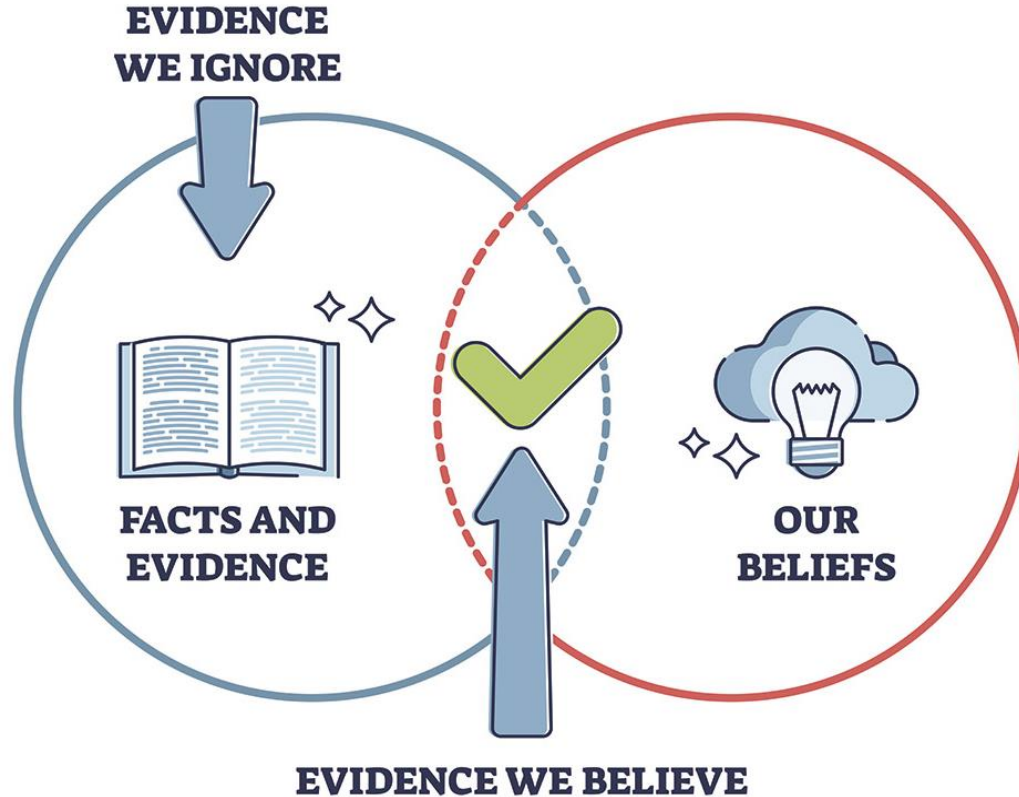 EVIDENCE
WE IGNORE
FACTS AND
EVIDENCE
OUR
BELIEFS
EVIDENCE WE BELIEVE